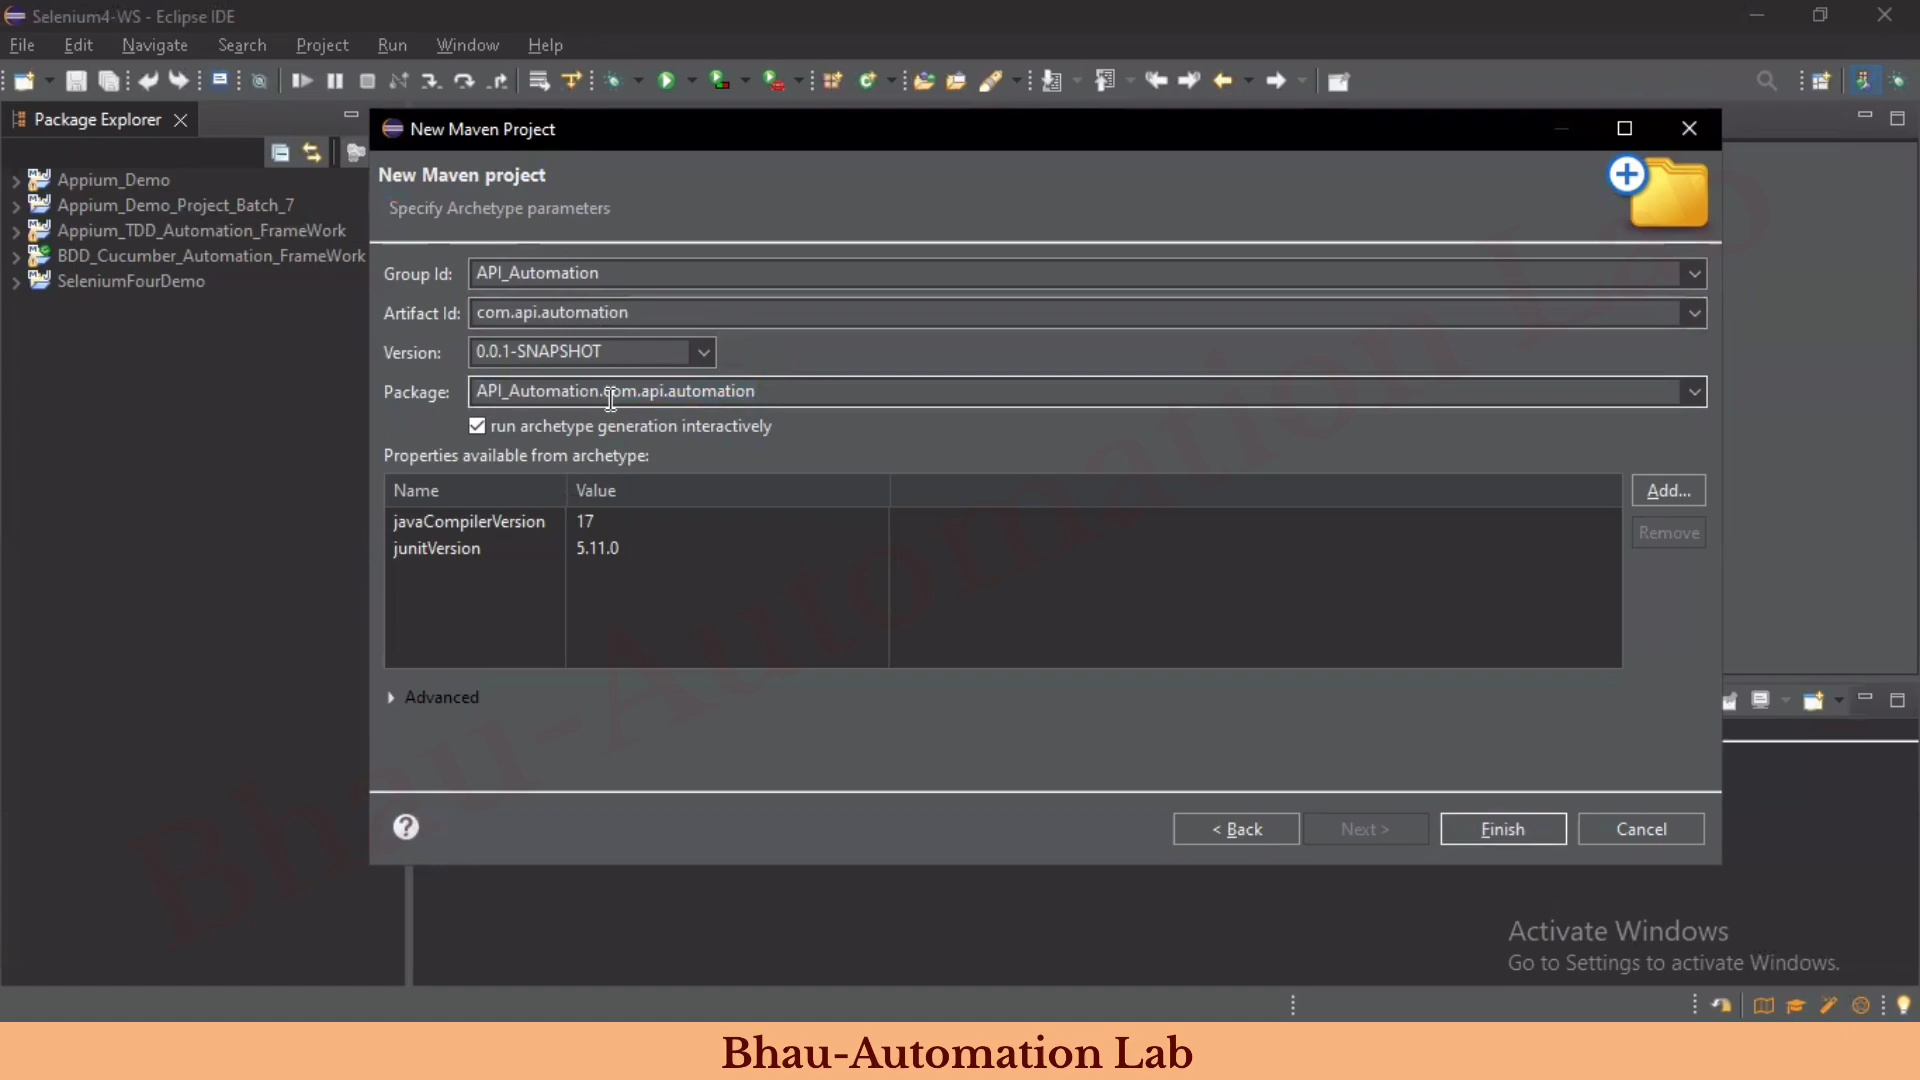 Selenium4-WS - Eclipse IDE
File Edit Navigate Search Project Run Window Help
Package Explorer
Appium_Demo
Appium_Demo_Project_Batch_7
Appium_TDD_Automation_FrameWork
BDD_Cucumber_Automation_FrameWork
SeleniumFourDemo
New Maven Project
New Maven project
Specify Archetype parameters
Group Id: API_Automation
Artifact Id: com.api.automation
Version: 0.0.1-SNAPSHOT
Package: API_Automation.com.api.automation
run archetype generation interactively
Properties available from archetype:
Name Value
javaCompilerVersion 17
junitVersion 5.11.0
Add...
Remove
Advanced
< Back Next > Finish Cancel
Activate Windows
Go to Settings to activate Windows.
Bhau-Automation Lab
Bhau-Automation Lab